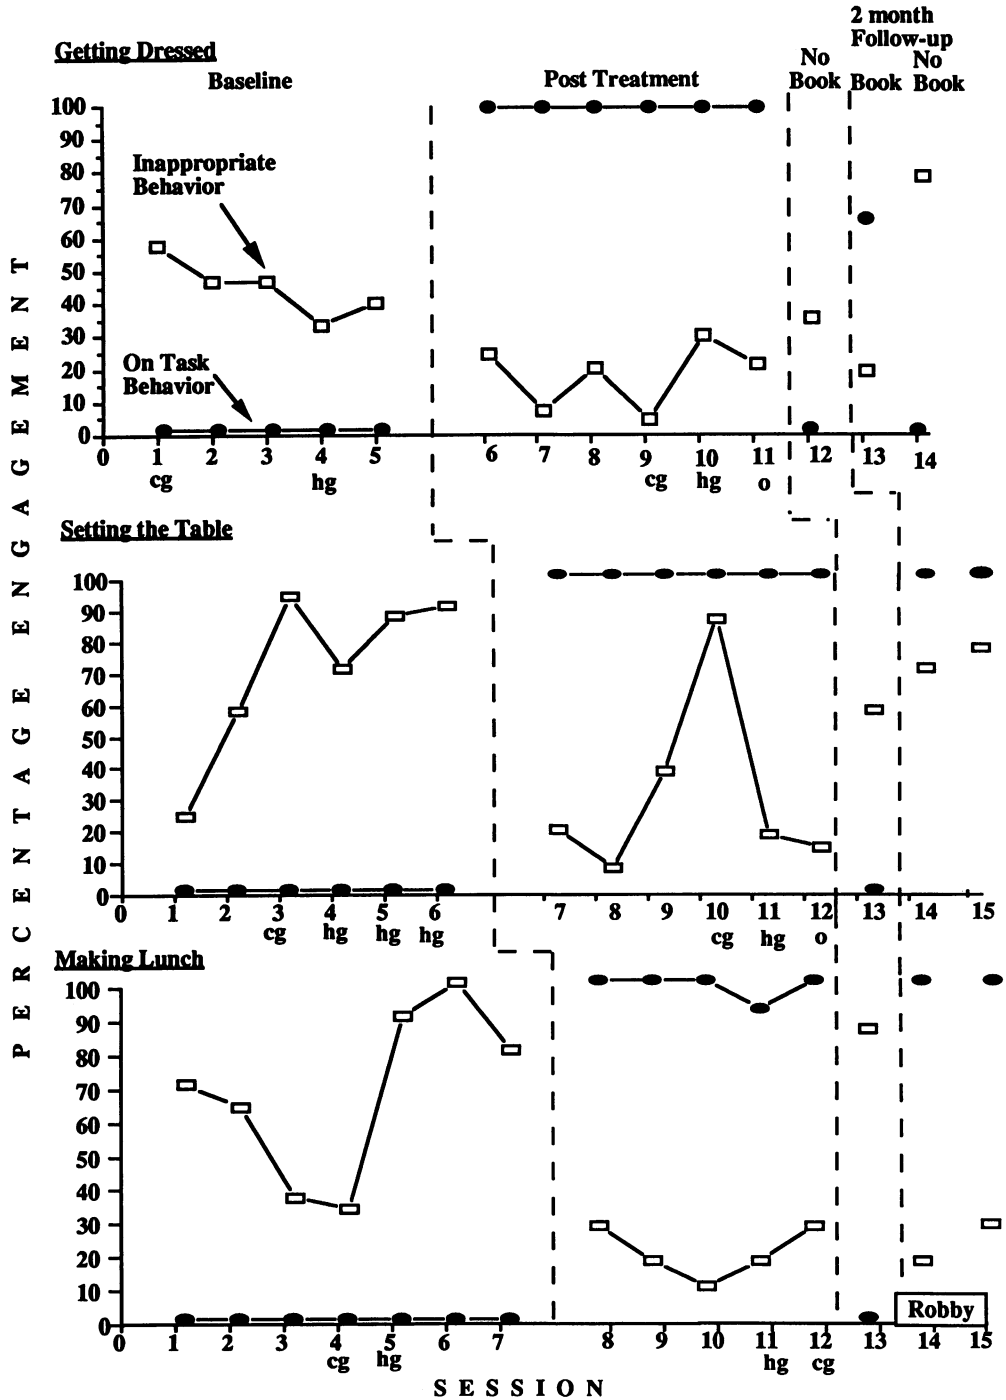 2 month
Follow-up
Getting Dressed
Baseline
Post Treatment
No
Book
Book
No
Book
100
90
80
70
60
50
40
30
20
10
0
Inappropriate
Behavior
On Task
Behavior
0 1 2 3 4 5 6 7 8 9 10 11 12 13 14
cg hg cg hg o
Setting the Table
100
90
80
70
60
50
40
30
20
10
0
0 1 2 3 4 5 6 7 8 9 10 11 12 13 14 15
cg hg hg hg cg hg o
Making Lunch
100
90
80
70
60
50
40
30
20
10
0
Robby
0 1 2 3 4 5 6 7 8 9 10 11 12 13 14 15
cg hg hg cg
SESSION
PERCENTAGE ENGAGEMENT